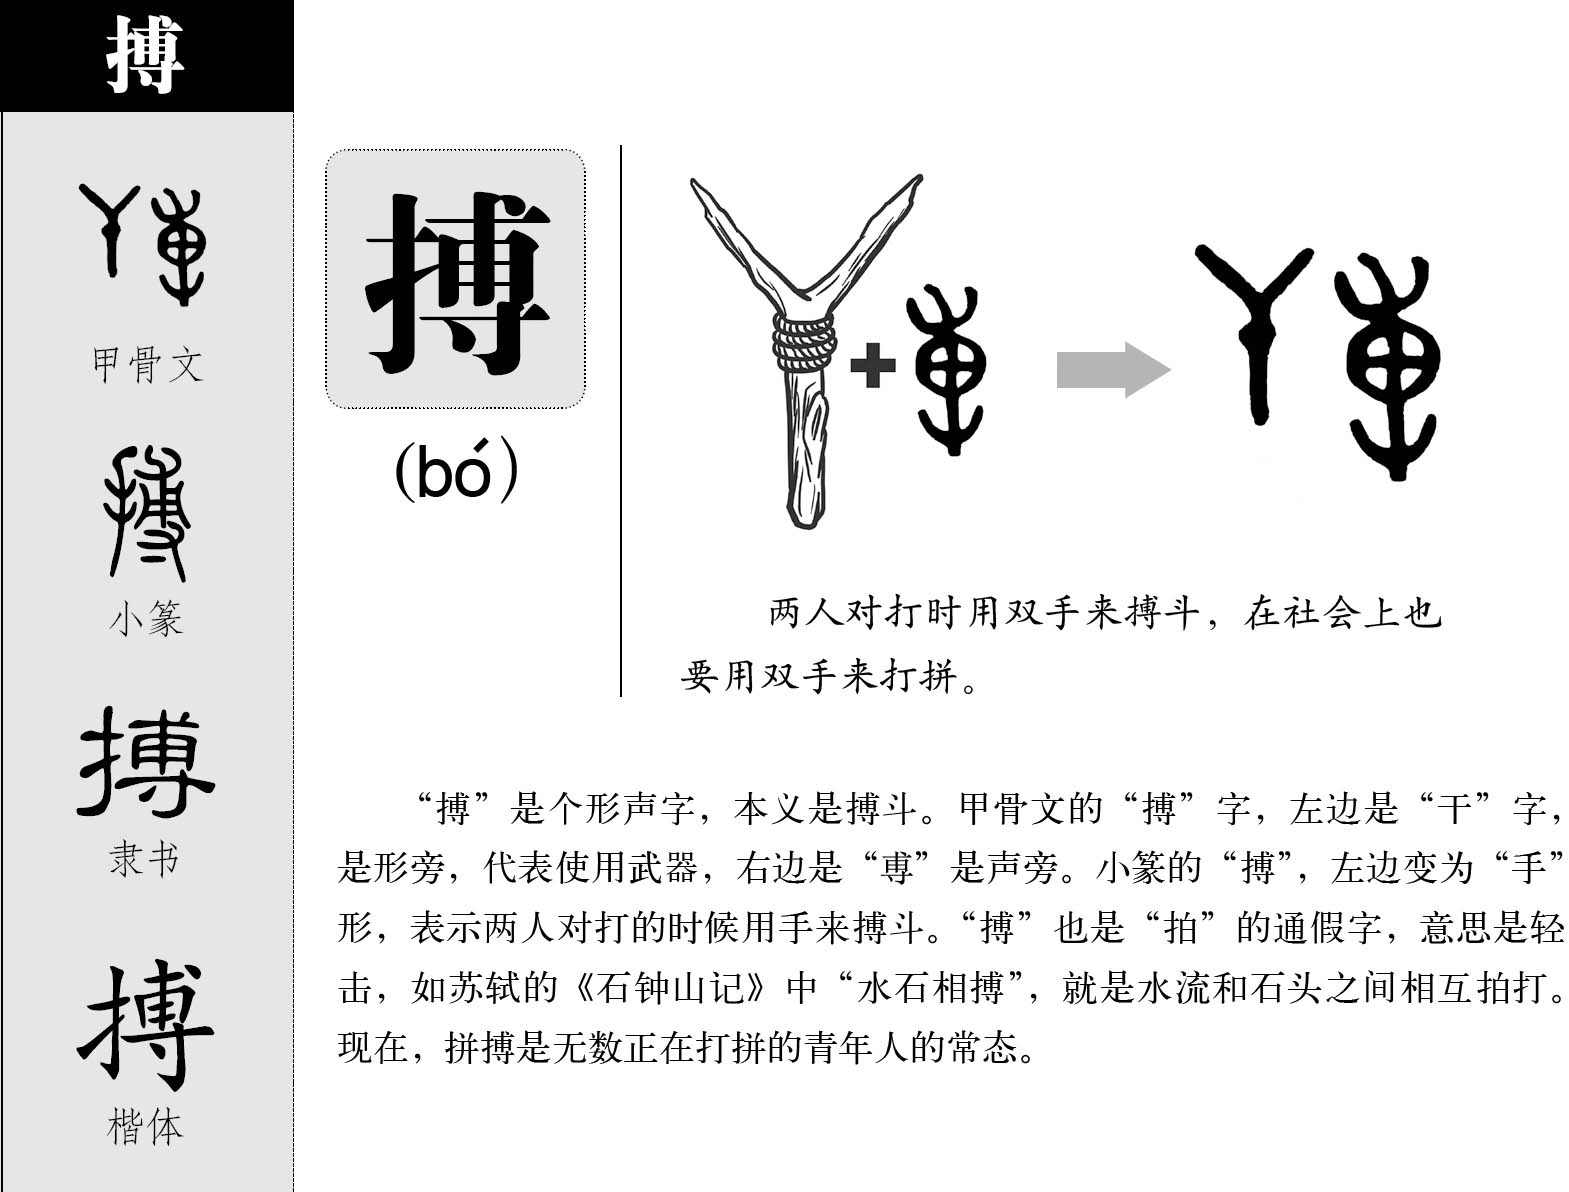 搏
甲骨文
小篆
搏
隶书
搏
楷体
搏
(bó)
两人对打时用双手来搏斗，在社会上也
要用双手来打拼。
“搏”是个形声字，本义是搏斗。甲骨文的“搏”字，左边是“干”字，
是形旁，代表使用武器，右边是“尃”是声旁。小篆的“搏”，左边变为“手”
形，表示两人对打的时候用手来搏斗。“搏”也是“拍”的通假字，意思是轻
击，如苏轼的《石钟山记》中“水石相搏”，就是水流和石头之间相互拍打。
现在，拼搏是无数正在打拼的青年人的常态。